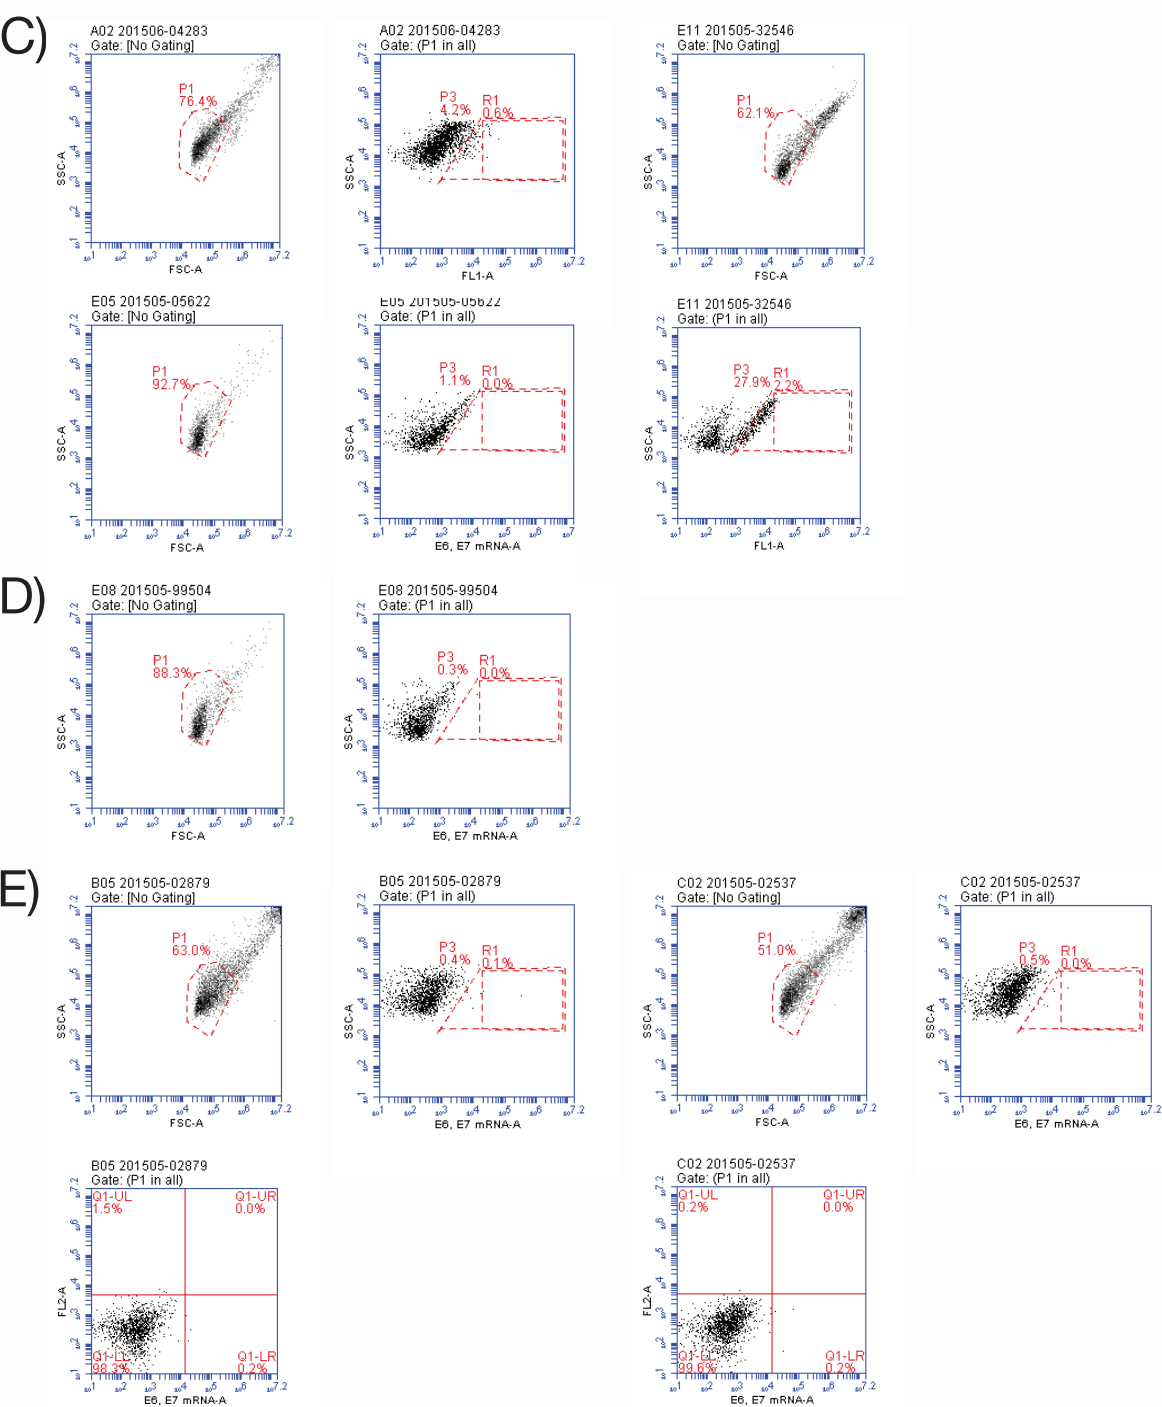 C)
A02 201506-04283
Gate: [No Gating]
P1
76.4%
SSC-A
FSC-A
A02 201506-04283
Gate: (P1 in all)
P3
4.2%
R1
0.6%
SSC-A
FL1-A
E11 201505-32546
Gate: [No Gating]
P1
62.1%
SSC-A
FSC-A
E05 201505-05622
Gate: [No Gating]
P1
92.7%
SSC-A
FSC-A
E05 201505-05622
Gate: (P1 in all)
P3
1.1%
R1
0.0%
SSC-A
E6, E7 mRNA-A
E11 201505-32546
Gate: (P1 in all)
P3
27.9%
R1
2.2%
SSC-A
FL1-A
D)
E08 201505-99504
Gate: [No Gating]
P1
88.3%
SSC-A
FSC-A
E08 201505-99504
Gate: (P1 in all)
P3
0.3%
R1
0.0%
SSC-A
E6, E7 mRNA-A
E)
B05 201505-02879
Gate: [No Gating]
P1
63.0%
SSC-A
FSC-A
B05 201505-02879
Gate: (P1 in all)
P3
0.4%
R1
0.1%
SSC-A
E6, E7 mRNA-A
C02 201505-02537
Gate: [No Gating]
P1
51.0%
SSC-A
FSC-A
C02 201505-02537
Gate: (P1 in all)
P3
0.5%
R1
0.0%
SSC-A
E6, E7 mRNA-A
B05 201505-02879
Gate: (P1 in all)
Q1-UL
1.5%
Q1-UR
0.0%
Q1-LL
98.3%
Q1-LR
0.2%
FL2-A
E6, E7 mRNA-A
C02 201505-02537
Gate: (P1 in all)
Q1-UL
0.2%
Q1-UR
0.0%
Q1-LL
99.6%
Q1-LR
0.2%
FL2-A
E6, E7 mRNA-A